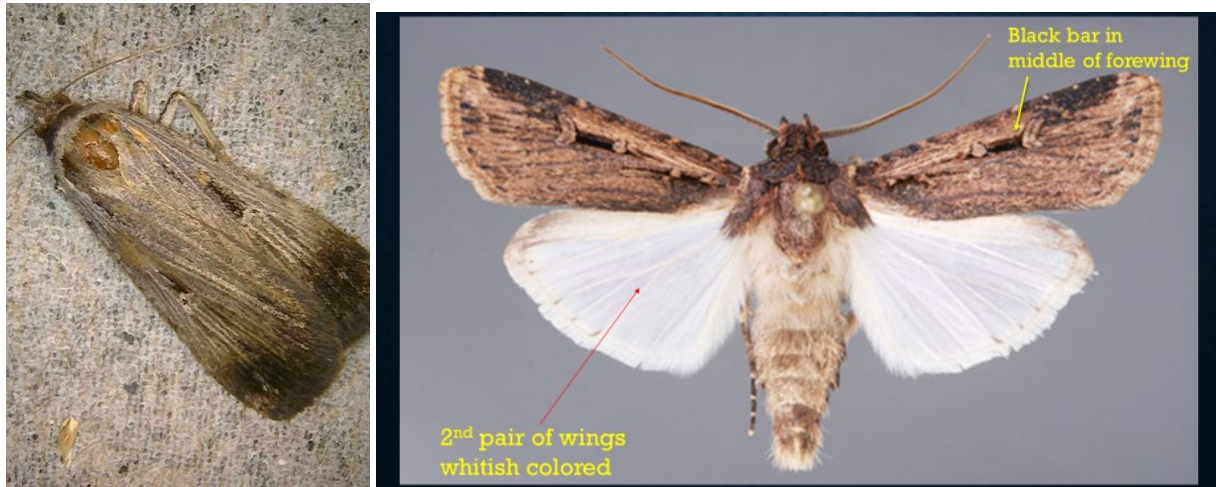 Black bar in
middle of forewing
2nd pair of wings
whitish colored